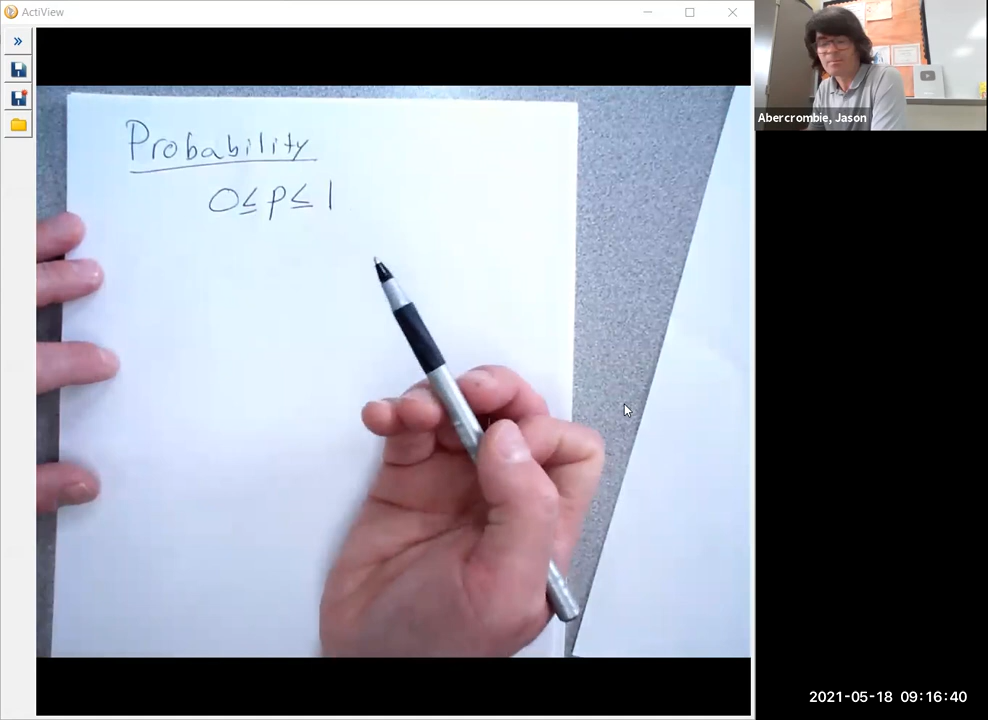 ActiView
Abercrombie, Jason
Probability
0 ≤ p ≤ 1
2021-05-18 09:16:40